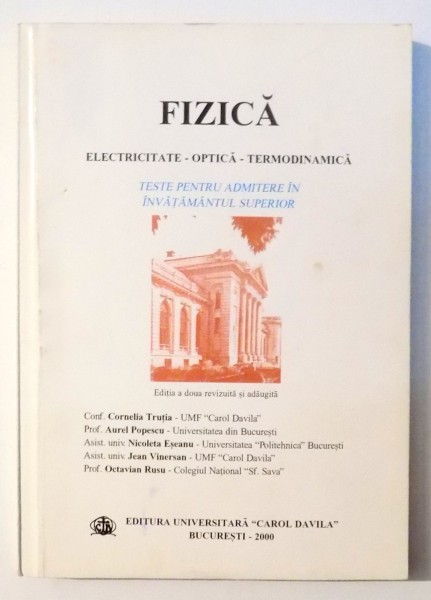 FIZICĂ
ELECTRICITATE - OPTICĂ - TERMODINAMICĂ
TESTE PENTRU ADMITERE ÎN
ÎNVĂȚĂMÂNTUL SUPERIOR
Ediția a doua revizuită și adăugită
Conf. Cornelia Truția - UMF “Carol Davila”
Prof. Aurel Popescu - Universitatea din București
Asist. univ. Nicoleta Eșeanu - Universitatea “Politehnica” București
Asist. univ. Jean Vinersan - UMF “Carol Davila”
Prof. Octavian Rusu - Colegiul Național “Sf. Sava”
EDITURA UNIVERSITARĂ “CAROL DAVILA”
BUCUREȘTI - 2000